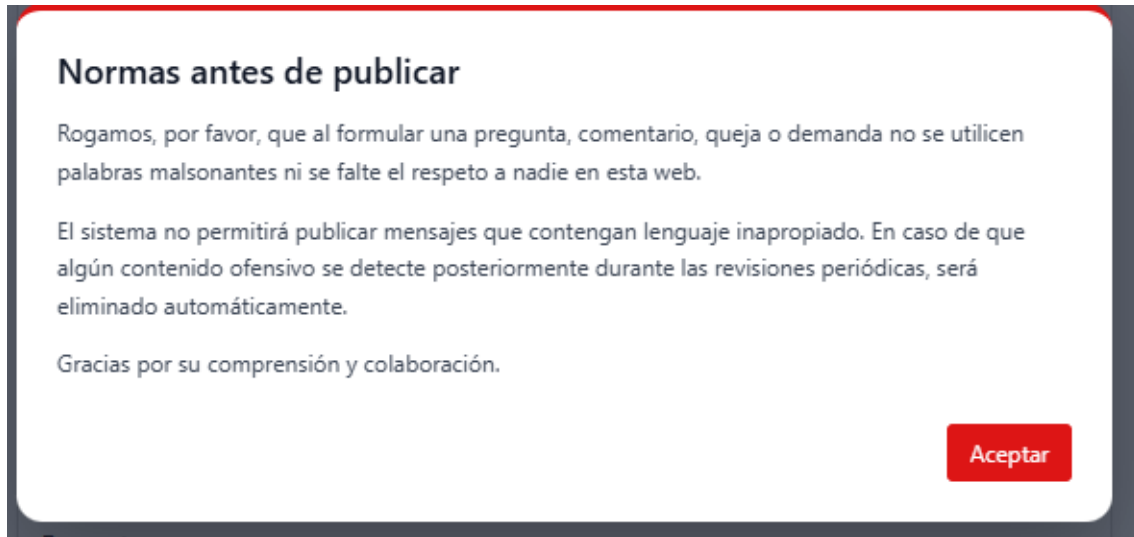 Normas antes de publicar
Rogamos, por favor, que al formular una pregunta, comentario, queja o demanda no se utilicen
palabras malsonantes ni se falte el respeto a nadie en esta web.
El sistema no permitirá publicar mensajes que contengan lenguaje inapropiado. En caso de que
algún contenido ofensivo se detecte posteriormente durante las revisiones periódicas, será
eliminado automáticamente.
Gracias por su comprensión y colaboración.
Aceptar